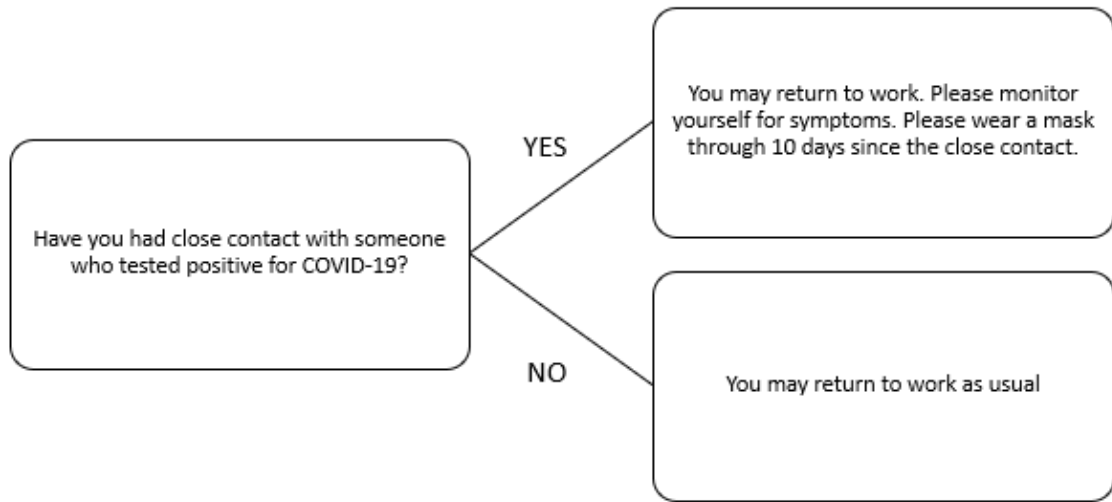 Have you had close contact with someone
who tested positive for COVID-19?
YES
You may return to work. Please monitor
yourself for symptoms. Please wear a mask
through 10 days since the close contact.
NO
You may return to work as usual